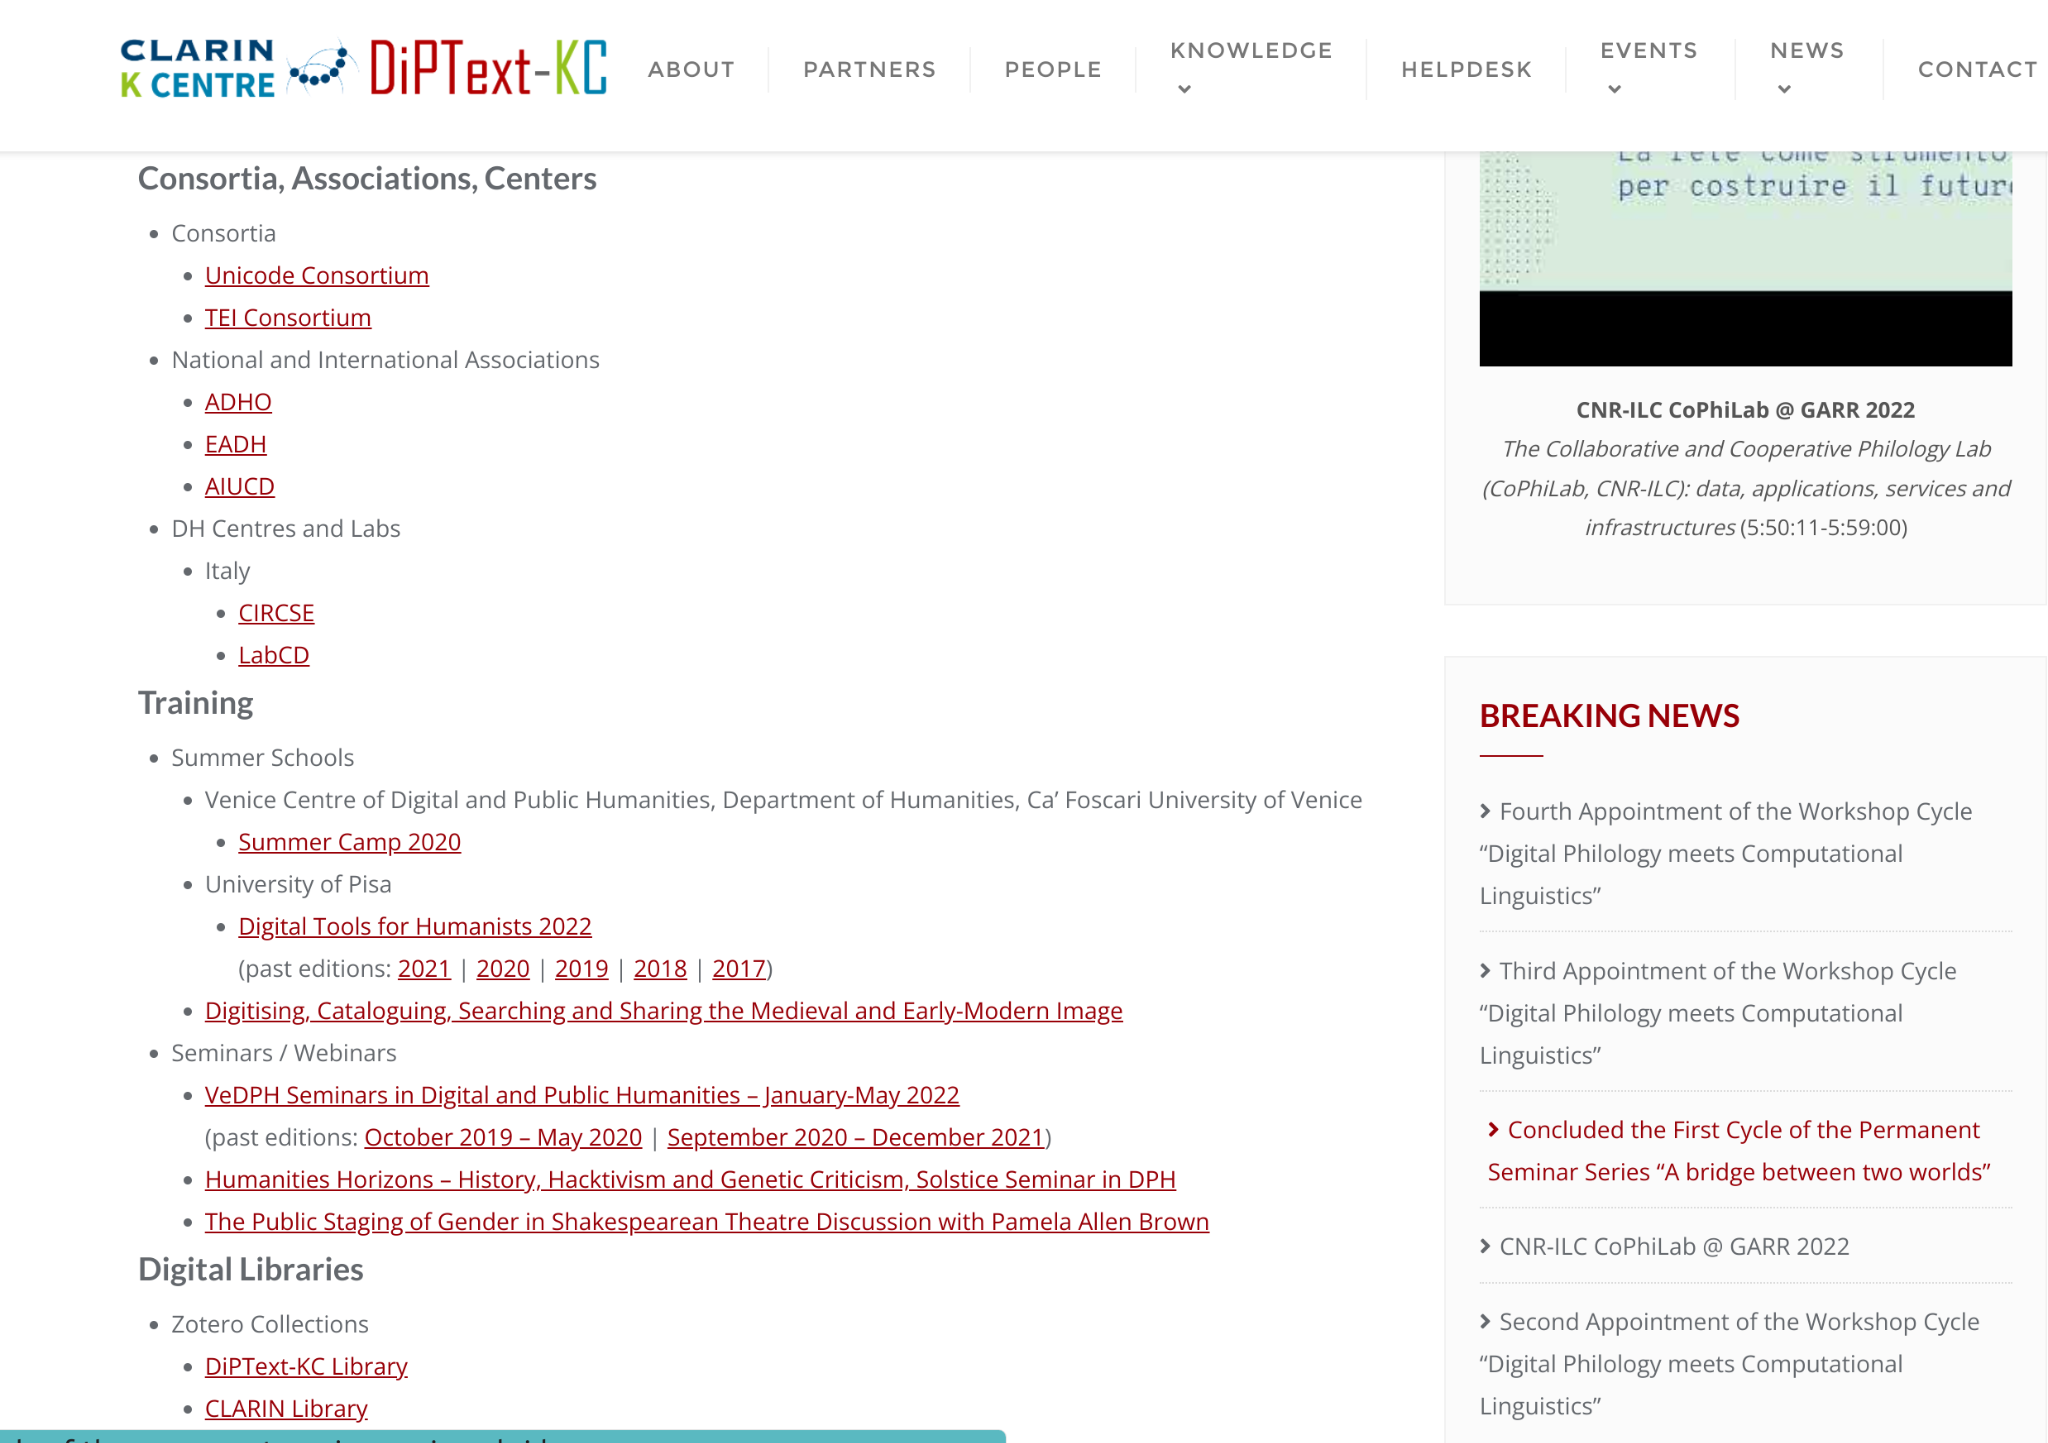 CLARIN
K CENTRE
DiPText-KC
ABOUT
PARTNERS
PEOPLE
KNOWLEDGE
HELPDESK
EVENTS
NEWS
CONTACT
Consortia, Associations, Centers
Consortia
Unicode Consortium
TEI Consortium
National and International Associations
ADHO
EADH
AIUCD
DH Centres and Labs
Italy
CIRCSE
LabCD
Training
Summer Schools
Venice Centre of Digital and Public Humanities, Department of Humanities, Ca’ Foscari University of Venice
Summer Camp 2020
University of Pisa
Digital Tools for Humanists 2022
(past editions: 2021 | 2020 | 2019 | 2018 | 2017)
Digitising, Cataloguing, Searching and Sharing the Medieval and Early-Modern Image
Seminars / Webinars
VeDPH Seminars in Digital and Public Humanities – January-May 2022
(past editions: October 2019 – May 2020 | September 2020 – December 2021)
Humanities Horizons – History, Hacktivism and Genetic Criticism, Solstice Seminar in DPH
The Public Staging of Gender in Shakespearean Theatre Discussion with Pamela Allen Brown
Digital Libraries
Zotero Collections
DiPText-KC Library
CLARIN Library
La rete come strumento
per costruire il futuro
CNR-ILC CoPhiLab @ GARR 2022
The Collaborative and Cooperative Philology Lab
(CoPhiLab, CNR-ILC): data, applications, services and
infrastructures (5:50:11-5:59:00)
BREAKING NEWS
Fourth Appointment of the Workshop Cycle
“Digital Philology meets Computational
Linguistics”
Third Appointment of the Workshop Cycle
“Digital Philology meets Computational
Linguistics”
Concluded the First Cycle of the Permanent
Seminar Series “A bridge between two worlds”
CNR-ILC CoPhiLab @ GARR 2022
Second Appointment of the Workshop Cycle
“Digital Philology meets Computational
Linguistics”